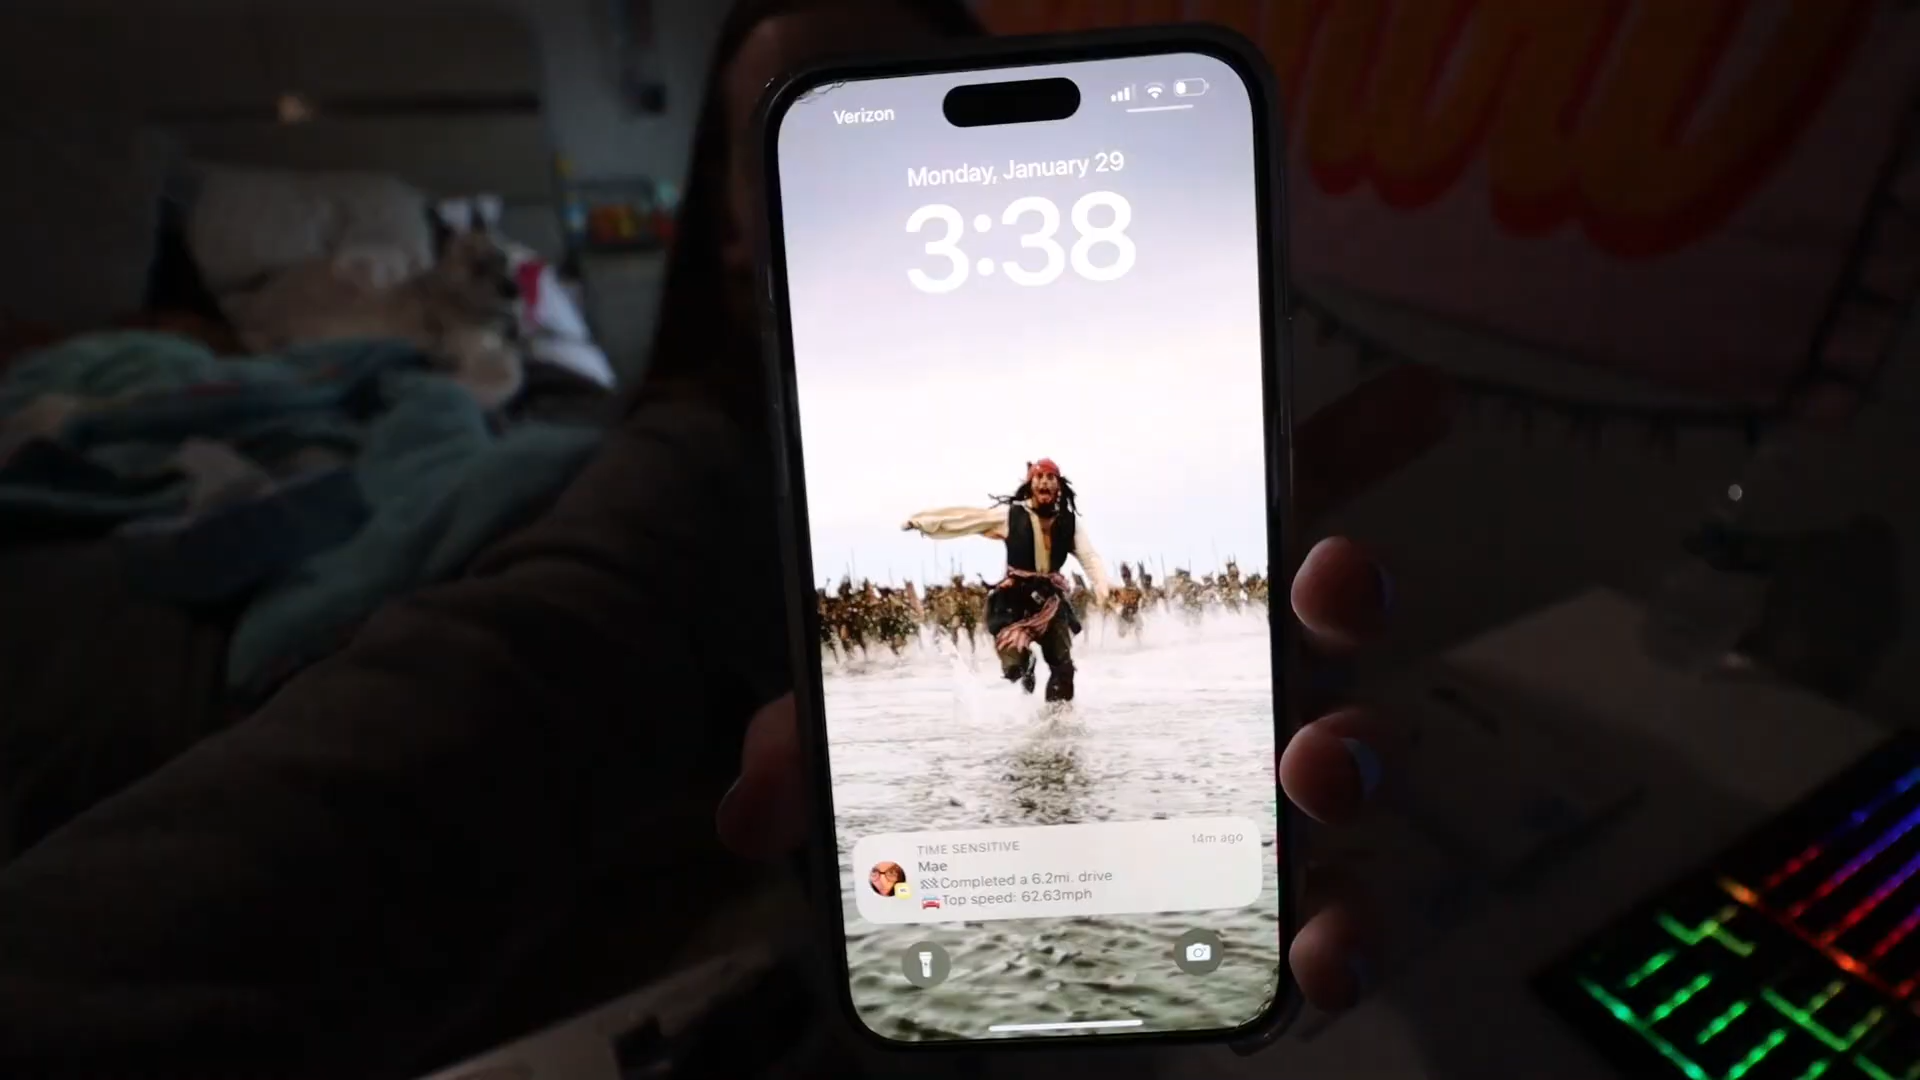 Verizon
Monday, January 29
3:38
TIME SENSITIVE
14m ago
Mae
Completed a 6.2mi. drive
Top speed: 62.63mph